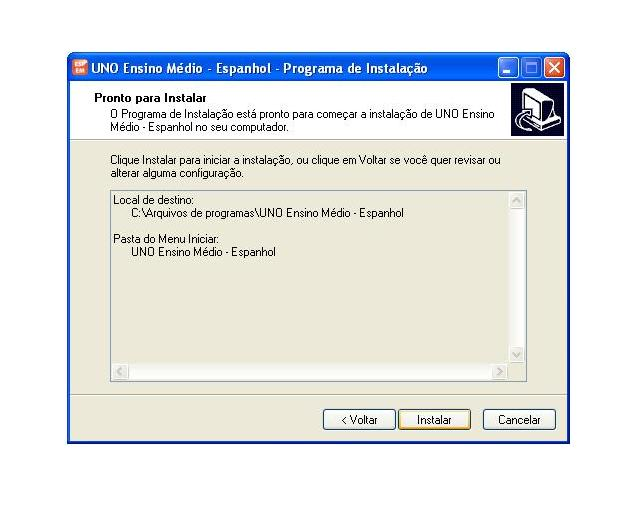 ESP
EM
UNO Ensino Médio - Espanhol - Programa de Instalação
Pronto para Instalar
O Programa de Instalação está pronto para começar a instalação de UNO Ensino
Médio - Espanhol no seu computador.
Clique Instalar para iniciar a instalação, ou clique em Voltar se você quer revisar ou
alterar alguma configuração.
Local de destino:
C:\Arquivos de programas\UNO Ensino Médio - Espanhol
Pasta do Menu Iniciar:
UNO Ensino Médio - Espanhol
< Voltar
Instalar
Cancelar